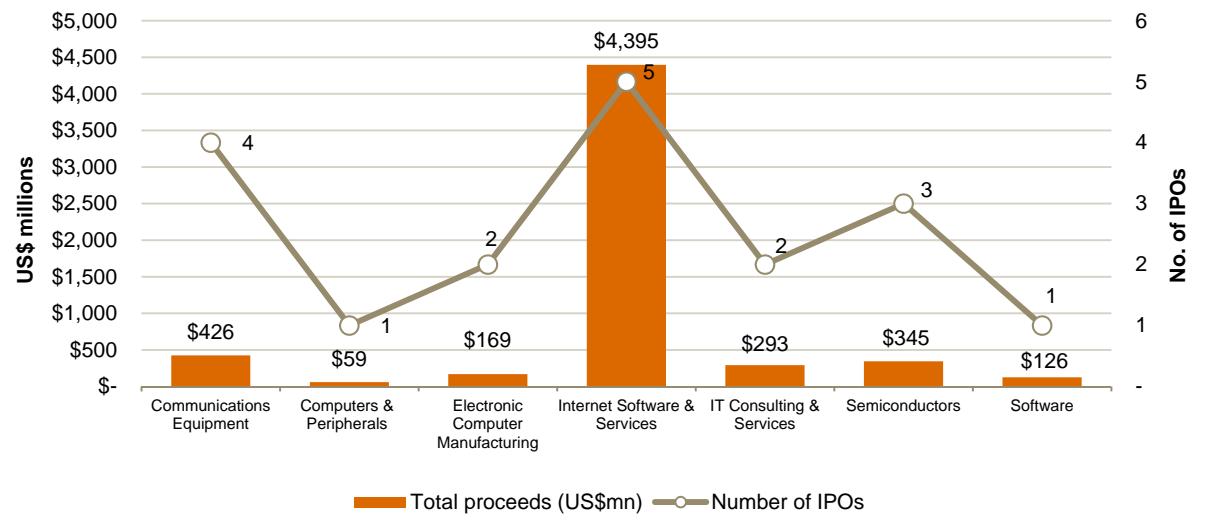 $5,000
$4,500
$4,000
$3,500
$3,000
$2,500
$2,000
$1,500
$1,000
$500
$-
US$ millions
6
5
4
3
2
1
-
No. of IPOs
$426
$59
$169
$4,395
$293
$345
$126
4
1
2
5
2
3
1
Communications
Equipment
Computers &
Peripherals
Electronic
Computer
Manufacturing
Internet Software &
Services
IT Consulting &
Services
Semiconductors
Software
Total proceeds (US$mn)
Number of IPOs